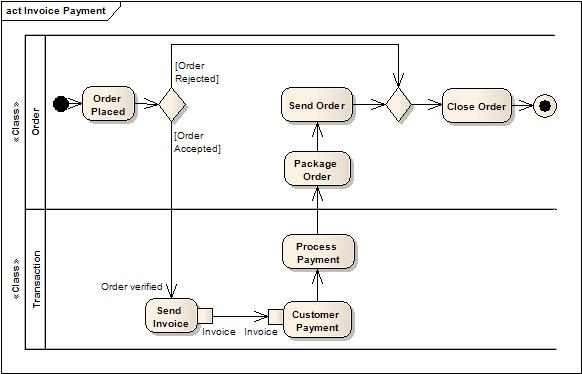 act Invoice Payment
«Class»
Order
Order
Placed
[Order
Rejected]
[Order
Accepted]
Send Order
Close Order
Package
Order
«Class»
Transaction
Process
Payment
Order verified
Send
Invoice
Invoice
Invoice
Customer
Payment